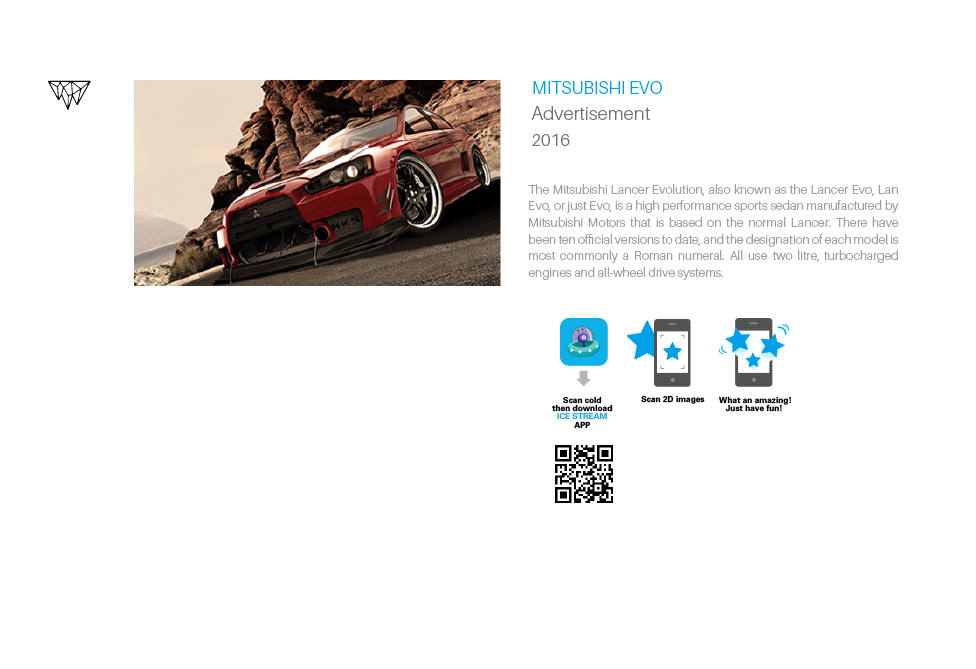 MITSUBISHI EVO
Advertisement
2016
The Mitsubishi Lancer Evolution, also known as the Lancer Evo, Lan
Evo, or just Evo, is a high performance sports sedan manufactured by
Mitsubishi Motors that is based on the normal Lancer. There have
been ten official versions to date, and the designation of each model is
most commonly a Roman numeral. All use two litre, turbocharged
engines and all-wheel drive systems.
Scan cold
then download
ICE STREAM
APP
Scan 2D images
What an amazing!
Just have fun!
HKS